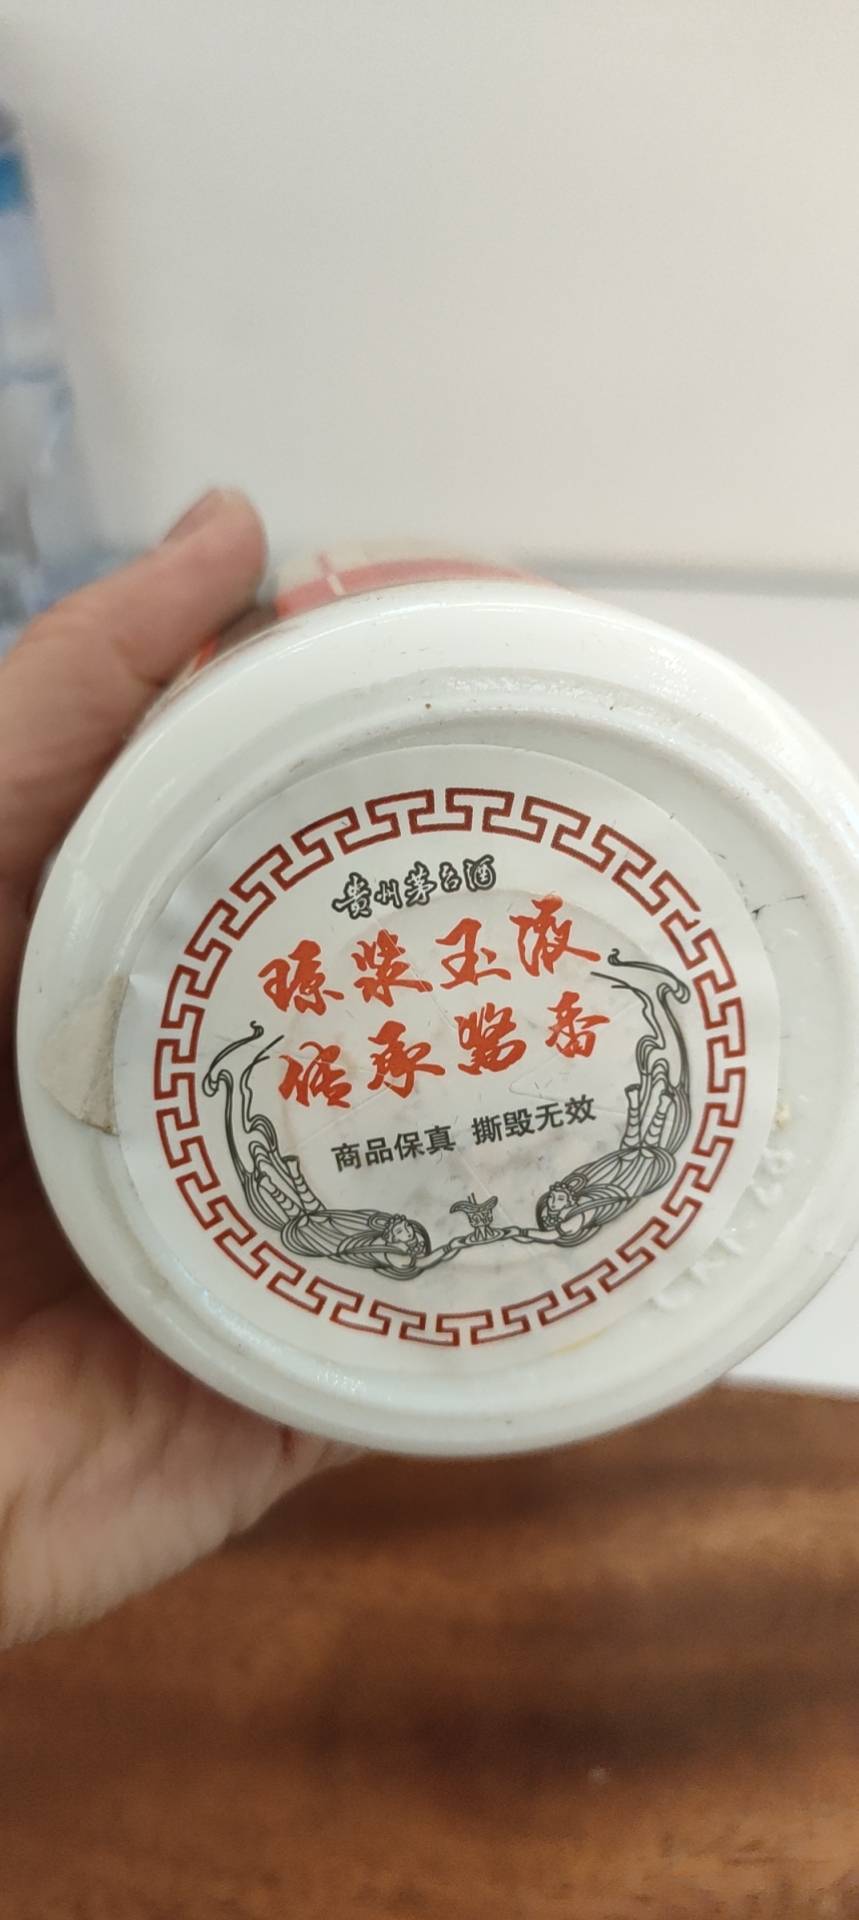 贵州茅台酒
琼浆玉液
传承酱香
商品保真 撕毁无效